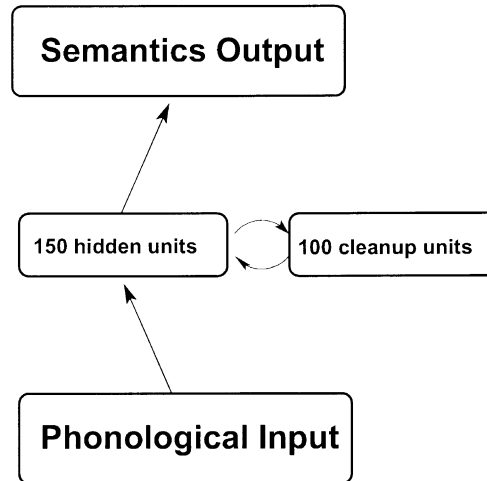 Semantics Output
150 hidden units
100 cleanup units
Phonological Input